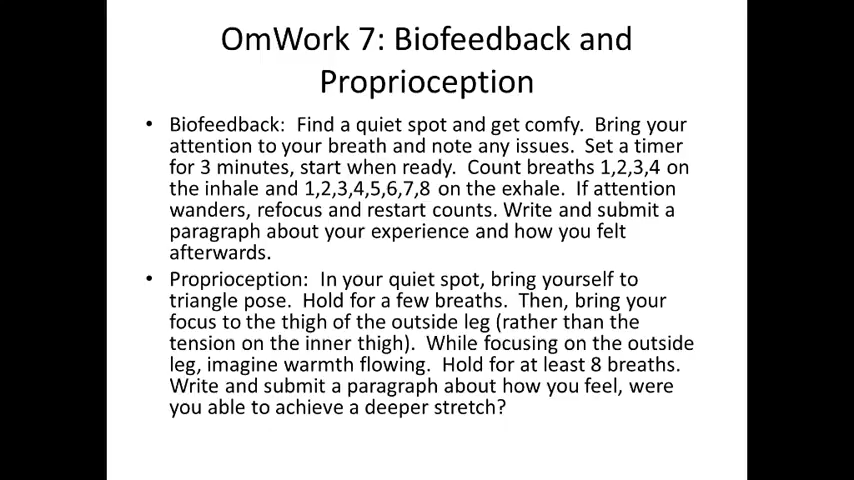 OmWork 7: Biofeedback and
Proprioception
• Biofeedback:  Find a quiet spot and get comfy.  Bring your
attention to your breath and note any issues.  Set a timer
for 3 minutes, start when ready.  Count breaths 1,2,3,4 on
the inhale and 1,2,3,4,5,6,7,8 on the exhale.  If attention
wanders, refocus and restart counts. Write and submit a
paragraph about your experience and how you felt
afterwards.
• Proprioception:  In your quiet spot, bring yourself to
triangle pose.  Hold for a few breaths.  Then, bring your
focus to the thigh of the outside leg (rather than the
tension on the inner thigh).  While focusing on the outside
leg, imagine warmth flowing.  Hold for at least 8 breaths.
Write and submit a paragraph about how you feel, were
you able to achieve a deeper stretch?